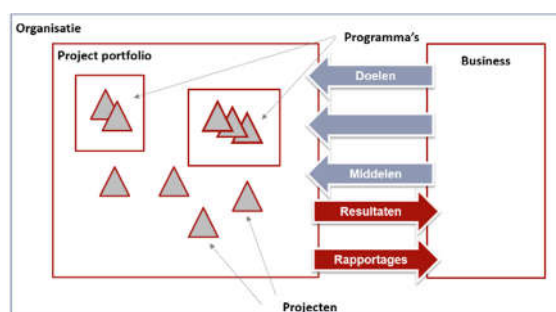 Organisatie
Project portfolio
Programma's
Business
Doelen
Middelen
Resultaten
Rapportages
Projecten